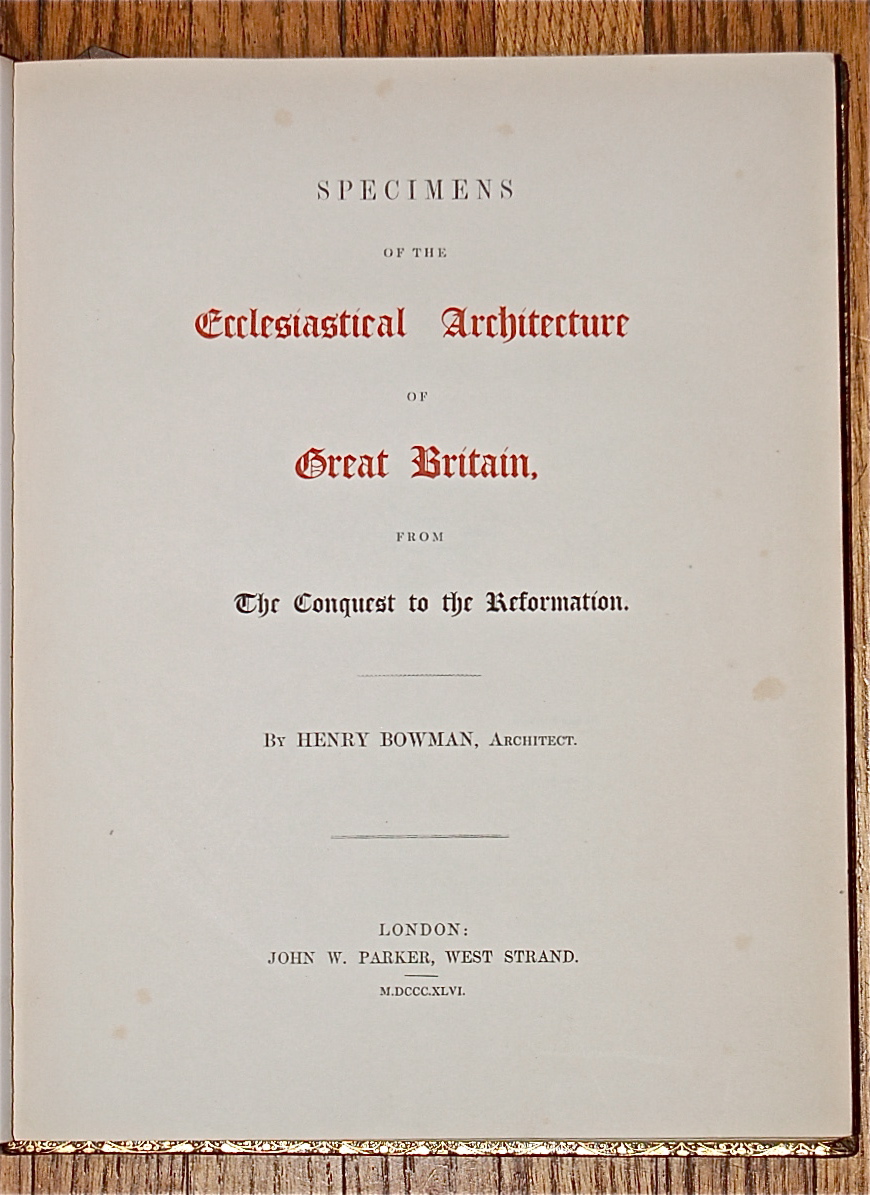 SPECIMENS
OF THE
Ecclesiastical Architecture
OF
Great Britain,
FROM
The Conquest to the Reformation.
By HENRY BOWMAN, Architect.
LONDON:
JOHN W. PARKER, WEST STRAND.
M.DCCC.XLVI.